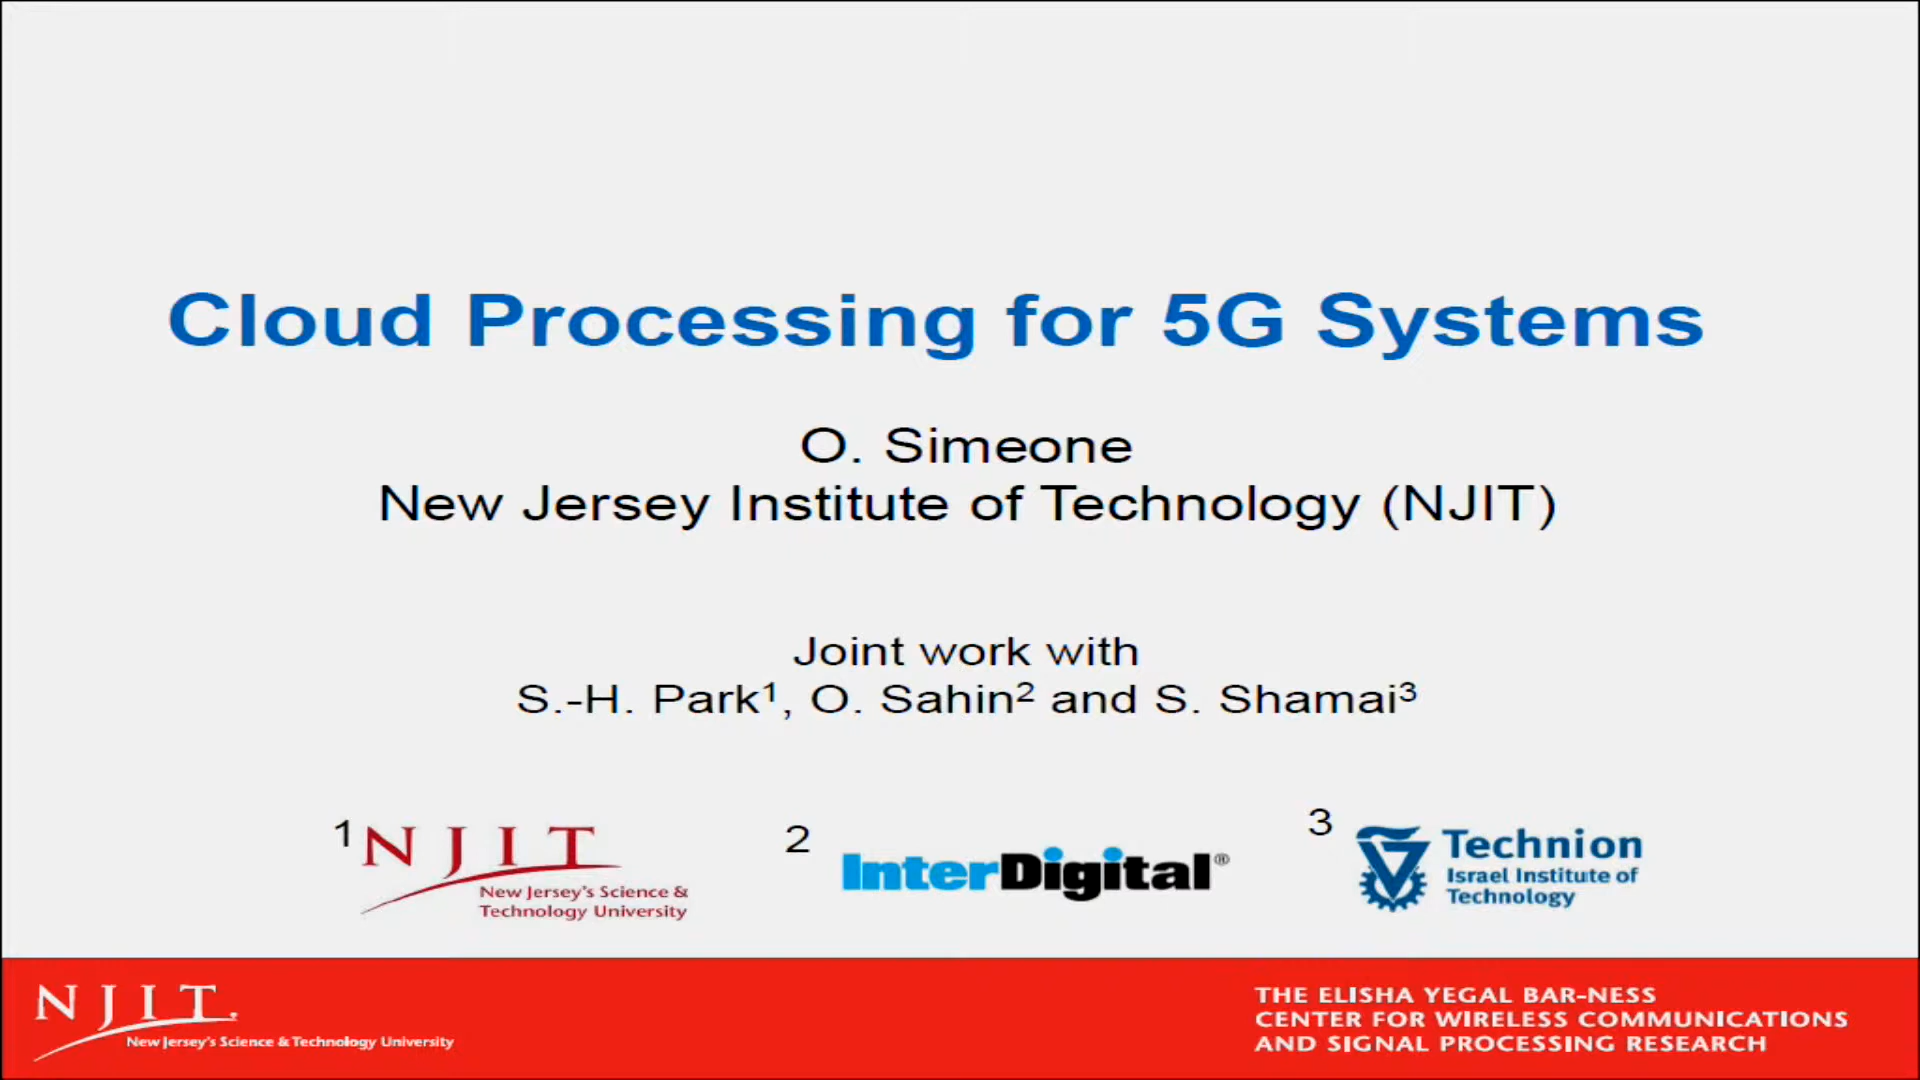 Cloud Processing for 5G Systems
O. Simeone
New Jersey Institute of Technology (NJIT)
Joint work with
S.-H. Park¹, O. Sahin² and S. Shamai³
1
NJIT
New Jersey's Science &
Technology University
2
InterDigital®
3
Technion
Israel Institute of
Technology
NJIT
New Jersey's Science & Technology University
THE ELISHA YEGAL BAR-NESS
CENTER FOR WIRELESS COMMUNICATIONS
AND SIGNAL PROCESSING RESEARCH